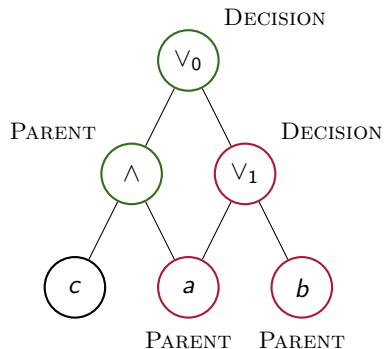 DECISION
∨₀
PARENT
DECISION
∧
∨₁
c
a
b
PARENT PARENT